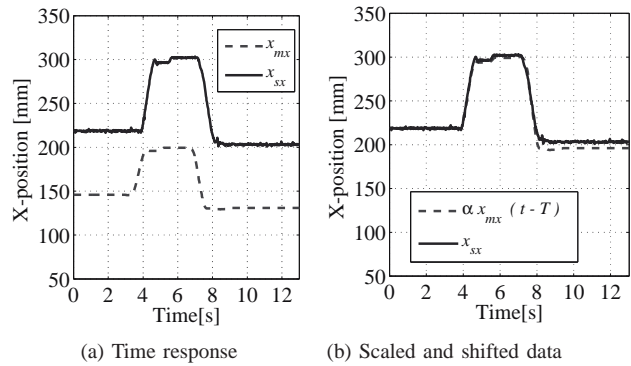 350
300
250
200
150
100
50
X-position [mm]
x_mx
x_sx
0 2 4 6 8 10 12
Time[s]
(a) Time response
350
300
250
200
150
100
50
X-position [mm]
α x_mx ( t - T )
x_sx
0 2 4 6 8 10 12
Time[s]
(b) Scaled and shifted data